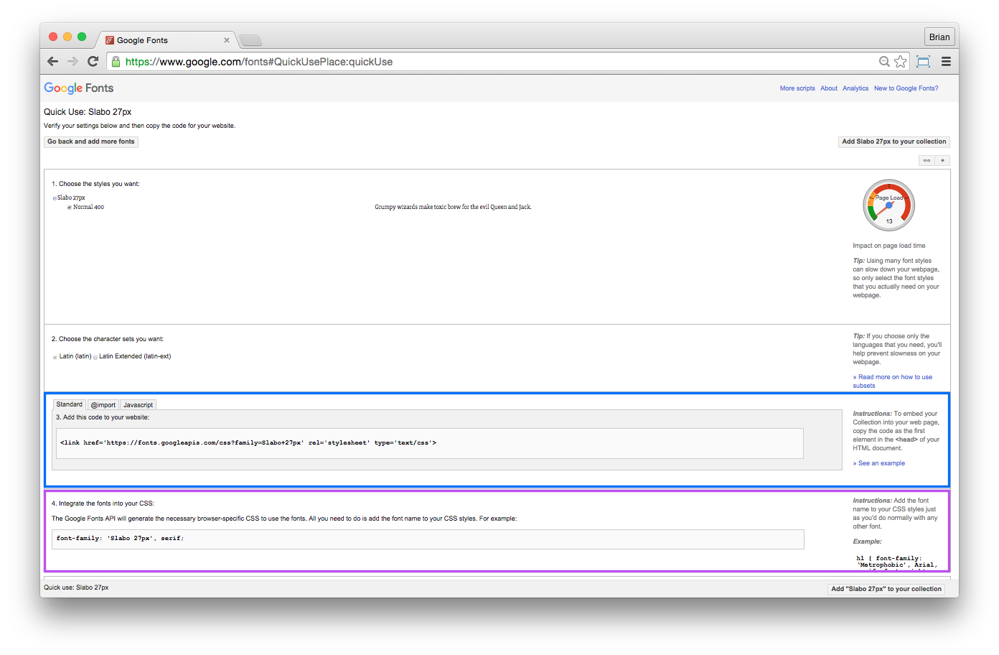 Google Fonts
Brian
https://www.google.com/fonts#QuickUsePlace:quickUse
Google Fonts
More scripts About Analytics New to Google Fonts?
Quick Use: Slabo 27px
Verify your settings below and then copy the code for your website.
Go back and add more fonts
Add Slabo 27px to your collection
1. Choose the styles you want:
Slabo 27px
Normal 400
Grumpy wizards make toxic brew for the evil Queen and Jack.
Page Load
13
Impact on page load time
Tip: Using many font styles
can slow down your webpage,
so only select the font styles
that you actually need on your
webpage.
2. Choose the character sets you want:
Latin (latin) Latin Extended (latin-ext)
Tip: If you choose only the
languages that you need, you'll
help prevent slowness on your
webpage.
» Read more on how to use
subsets
Standard @import Javascript
3. Add this code to your website:
<link href='https://fonts.googleapis.com/css?family=Slabo+27px' rel='stylesheet' type='text/css'>
Instructions: To embed your
Collection into your web page,
copy the code as the first
element in the <head> of your
HTML document.
» See an example
4. Integrate the fonts into your CSS:
The Google Fonts API will generate the necessary browser-specific CSS to use the fonts. All you need to do is add the font name to your CSS styles. For example:
font-family: 'Slabo 27px', serif;
Instructions: Add the font
name to your CSS styles just
as you'd do normally with any
other font.
Example:
h1 { font-family:
'Metrophobic', Arial,
Quick use: Slabo 27px
Add "Slabo 27px" to your collection